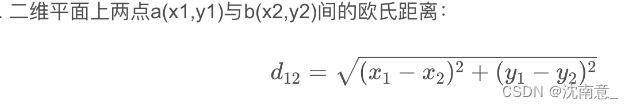 . 二维平面上两点a(x1,y1)与b(x2,y2)间的欧氏距离：
d₁₂ = √((x₁ − x₂)² + (y₁ − y₂)²)
CSDN @沈南意_